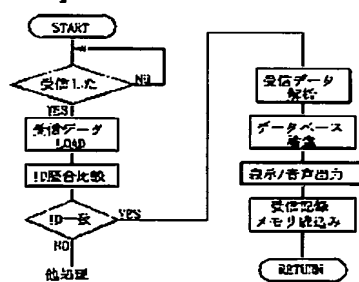 START
受信した
NO
YES
受信データ
LOAD
ID整合比較
ID一致
YES
NO
他処理
受信データ
解析
データベース
検索
表示/音声出力
受信記録
メモリ読込み
RETURN